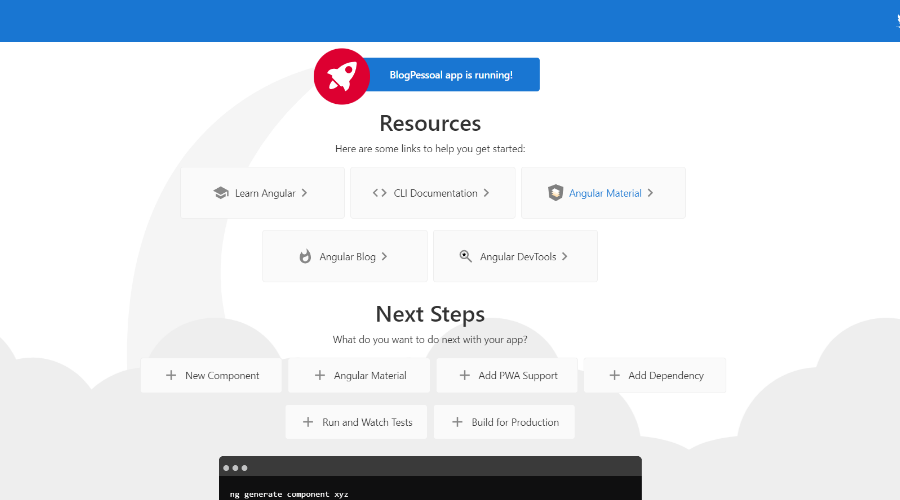 BlogPessoal app is running!
Resources
Here are some links to help you get started:
Learn Angular
CLI Documentation
Angular Material
Angular Blog
Angular DevTools
Next Steps
What do you want to do next with your app?
New Component
Angular Material
Add PWA Support
Add Dependency
Run and Watch Tests
Build for Production
ng generate component xyz